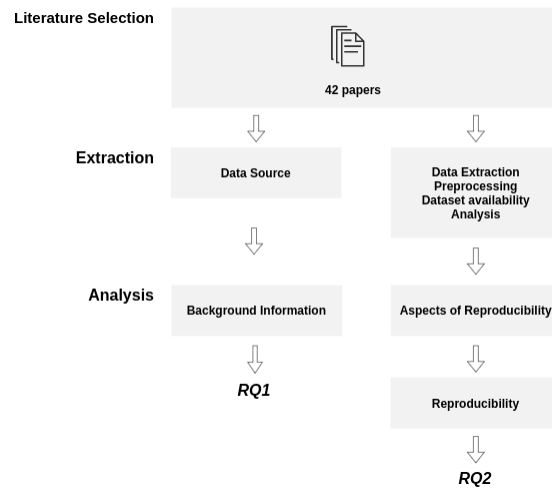 Literature Selection
42 papers
Extraction
Data Source
Data Extraction
Preprocessing
Dataset availability
Analysis
Analysis
Background Information
Aspects of Reproducibility
RQ1
Reproducibility
RQ2